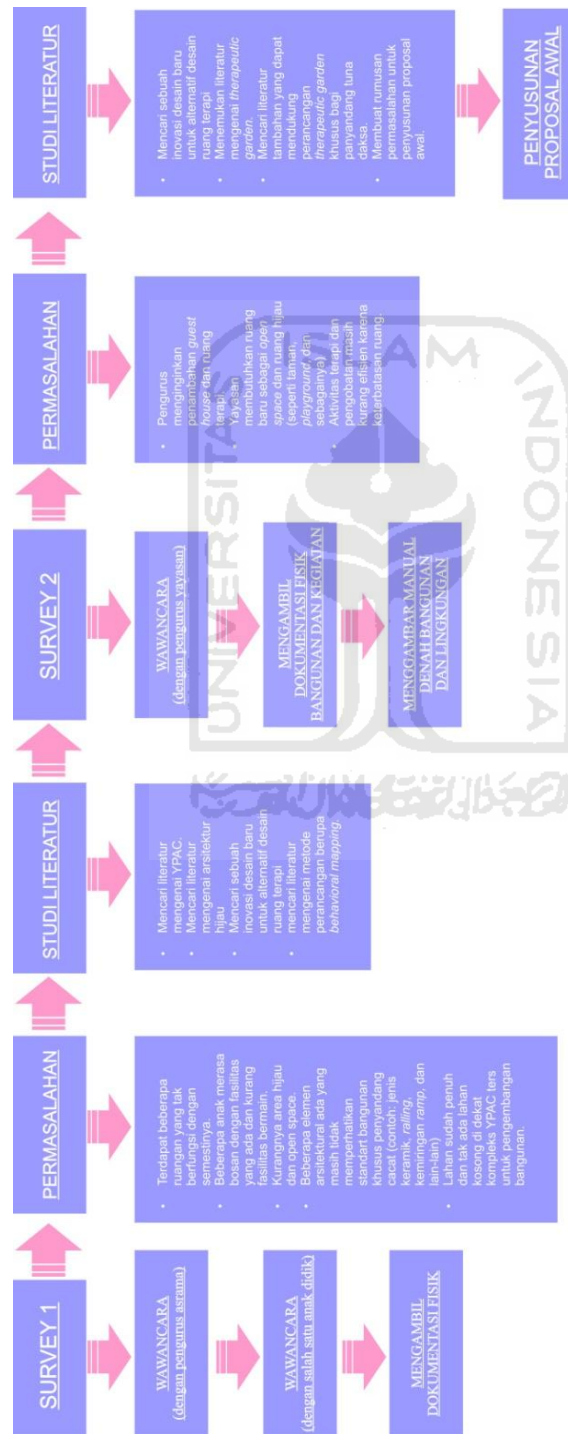 SURVEY 1
WAWANCARA
(dengan pengurus asrama)
WAWANCARA
(dengan salah satu anak didik)
MENGAMBIL
DOKUMENTASI FISIK
PERMASALAHAN
• Terdapat beberapa
ruangan yang tak
berfungsi dengan
semestinya.
• Beberapa anak merasa
bosan dengan fasilitas
yang ada dan kurang
fasilitas bermain.
• Kurangnya area hijau
dan open space.
• Beberapa elemen
arsitektural ada yang
masih tidak
memperhatikan
standart bangunan
khusus penyandang
cacat (contoh: jenis
keramik, railing,
kemiringan ramp, dan
lain-lain)
• Lahan sudah penuh
dan tak ada lahan
kosong di dekat
kompleks YPAC ters
untuk pengembangan
bangunan.
STUDI LITERATUR
• Mencari literatur
mengenai YPAC.
• Mencari literatur
mengenai arsitektur
hijau
• Mencari sebuah
inovasi desain baru
untuk alternatif desain
ruang terapi
• mencari literatur
mengenai metode
perancangan berupa
behavioral mapping.
SURVEY 2
WAWANCARA
(dengan pengurus yayasan)
MENGAMBIL
DOKUMENTASI FISIK
BANGUNAN DAN KEGIATAN
MENGGAMBAR MANUAL
DENAH BANGUNAN
DAN LINGKUNGAN
PERMASALAHAN
• Pengurus
menginginkan
penambahan guest
house dan ruang
terapi.
• Yayasan
membutuhkan ruang
baru sebagai open
space dan ruang hijau
(seperti taman,
playground, dan
sebagainya)
• Aktivitas terapi dan
pengobatan masih
kurang efisien karena
keterbatasan ruang.
STUDI LITERATUR
• Mencari sebuah
inovasi desain baru
untuk alternatif desain
ruang terapi
• Menemukan literatur
mengenai therapeutic
garden.
• Mencari literatur
tambahan yang dapat
mendukung
perancangan
therapeutic garden
khusus bagi
panyandang tuna
daksa.
• Membuat rumusan
permasalahan untuk
penyusunan proposal
awal.
PENYUSUNAN
PROPOSAL AWAL
UNIVERSITAS
ISLAM
INDONESIA